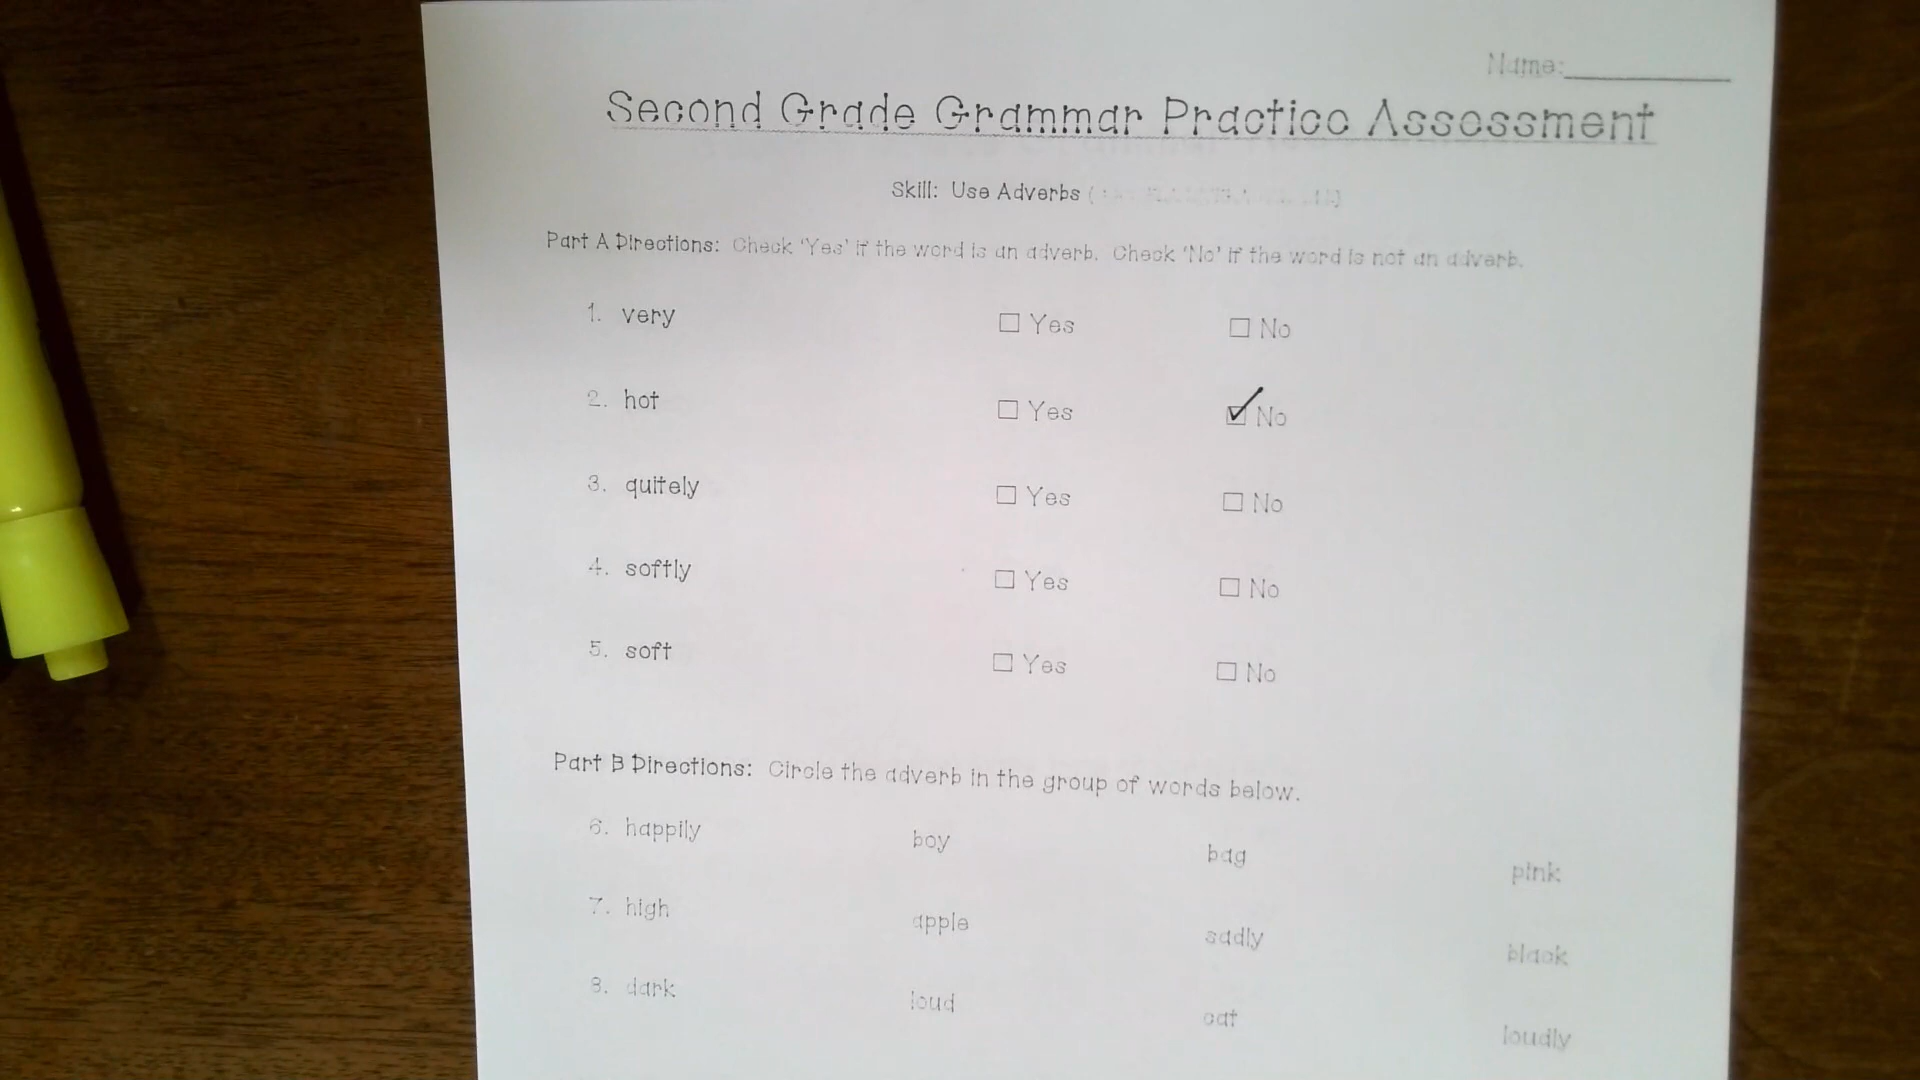 Name:
Second Grade Grammar Practice Assessment
Skill: Use Adverbs
Part A Directions: Check 'Yes' if the word is an adverb. Check 'No' if the word is not an adverb.
1. very ☐ Yes ☐ No
2. hot ☐ Yes ☑ No
3. quitely ☐ Yes ☐ No
4. softly ☐ Yes ☐ No
5. soft ☐ Yes ☐ No
Part B Directions: Circle the adverb in the group of words below.
6. happily boy bag pink
7. high apple sadly black
8. dark loud cat loudly